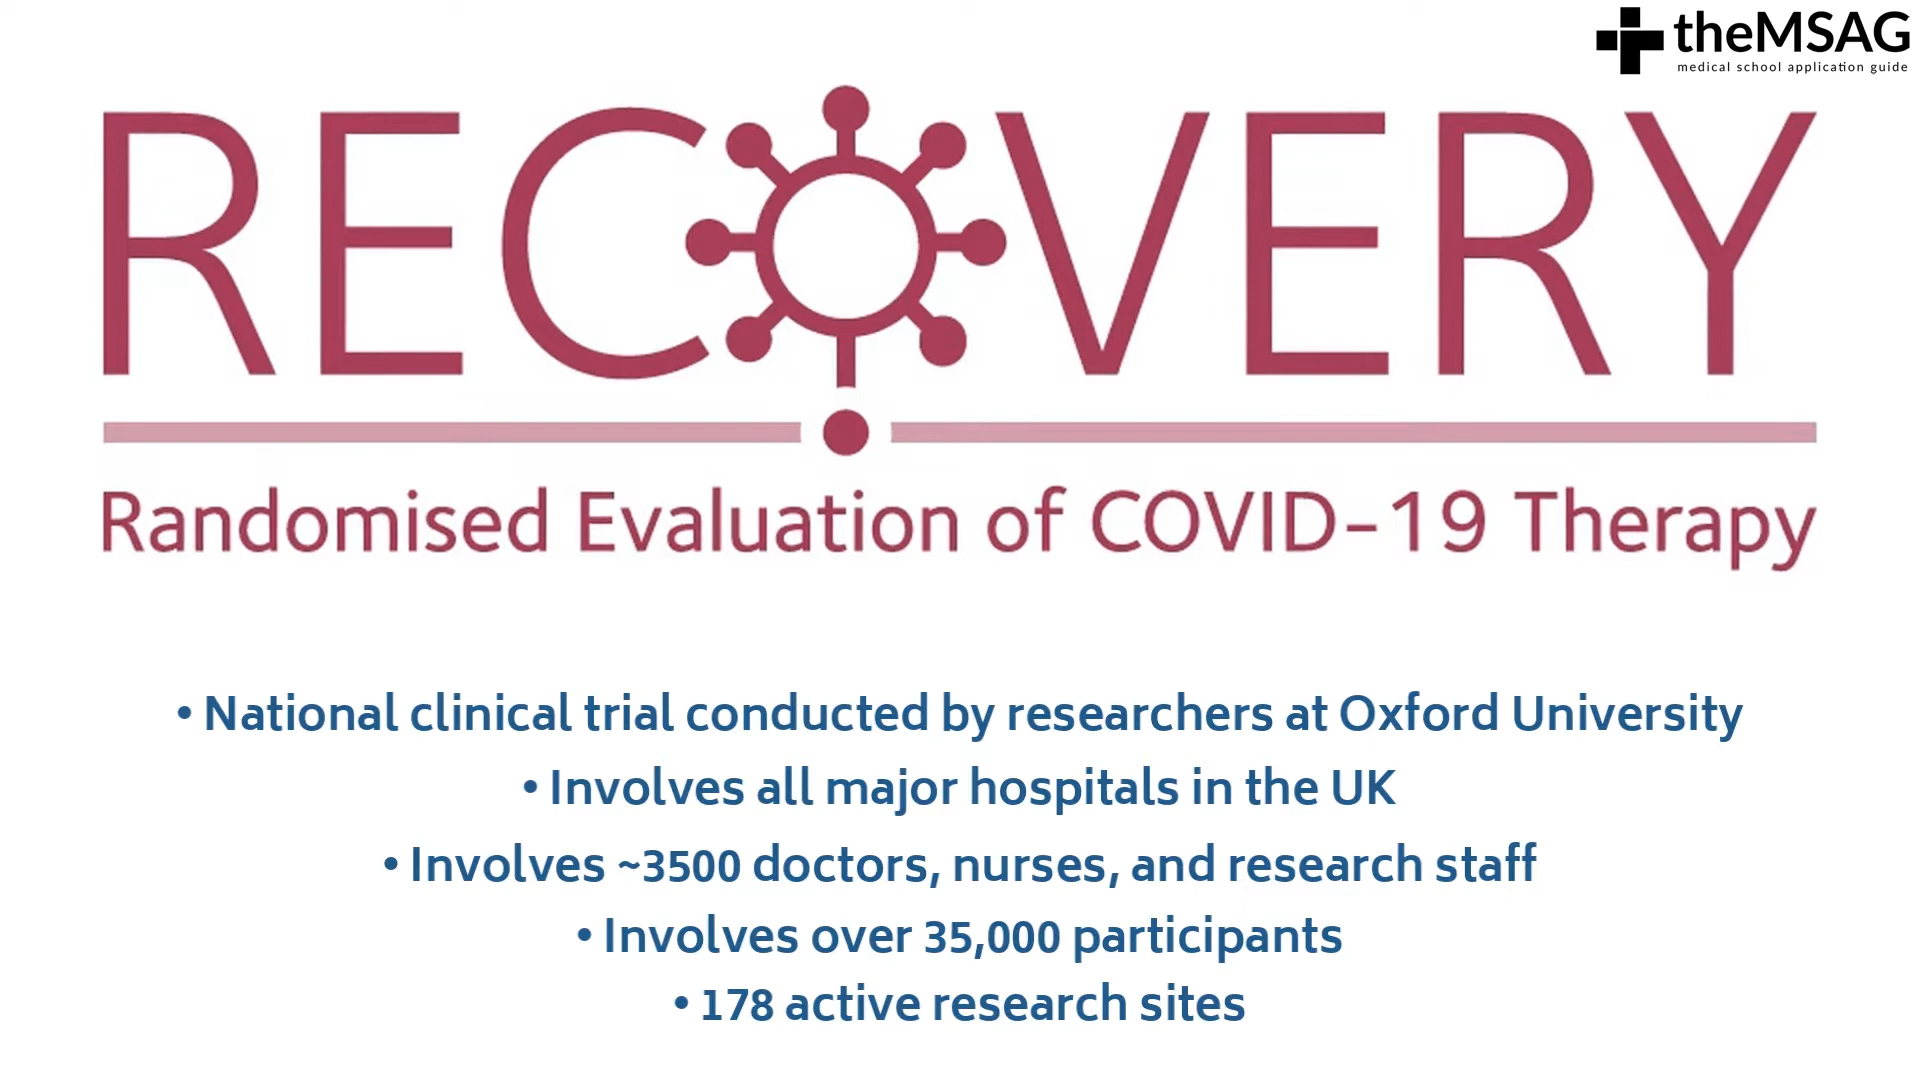 theMSAG
medical school application guide
RECOVERY
Randomised Evaluation of COVID-19 Therapy
• National clinical trial conducted by researchers at Oxford University
• Involves all major hospitals in the UK
• Involves ~3500 doctors, nurses, and research staff
• Involves over 35,000 participants
• 178 active research sites